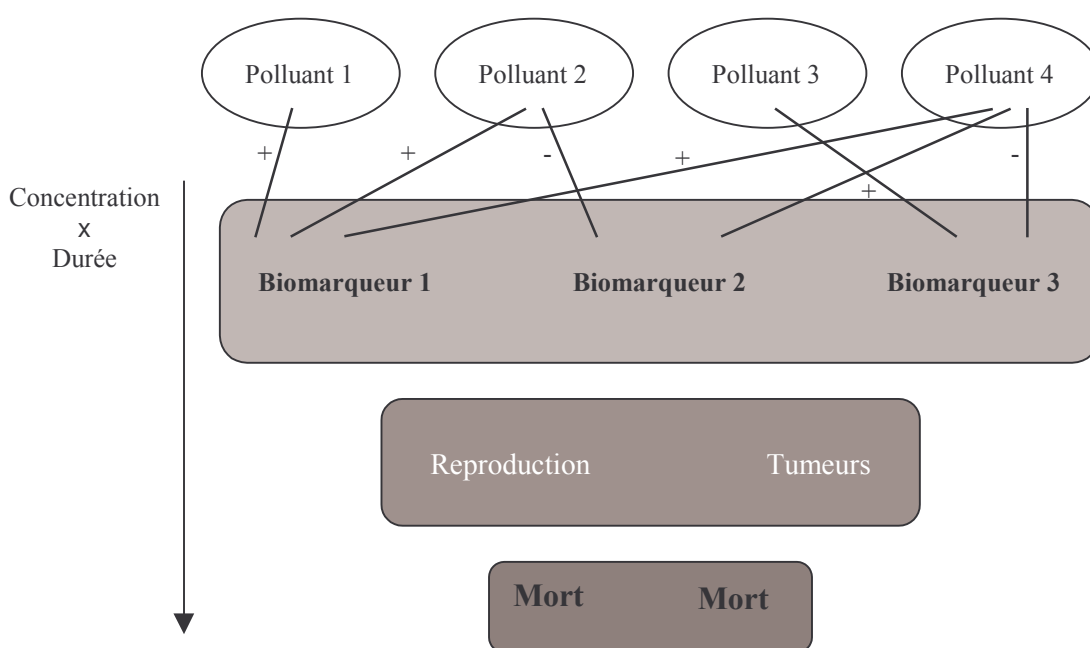 Polluant 1 Polluant 2 Polluant 3 Polluant 4
+ + - + -
+
Concentration
x
Durée
Biomarqueur 1 Biomarqueur 2 Biomarqueur 3
Reproduction Tumeurs
Mort Mort